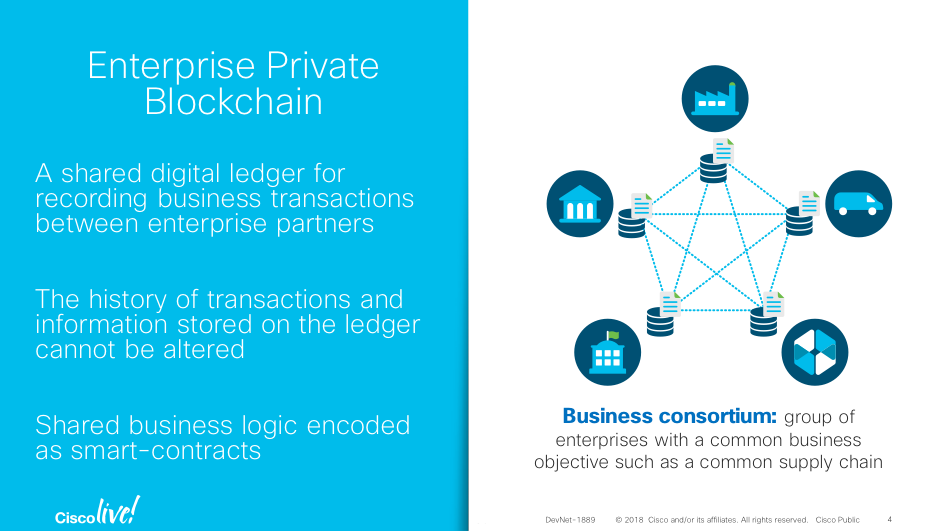 Enterprise Private
Blockchain
A shared digital ledger for
recording business transactions
between enterprise partners
The history of transactions and
information stored on the ledger
cannot be altered
Shared business logic encoded
as smart-contracts
Business consortium: group of
enterprises with a common business
objective such as a common supply chain
Cisco live!
DevNet-1889 © 2018 Cisco and/or its affiliates. All rights reserved. Cisco Public 4